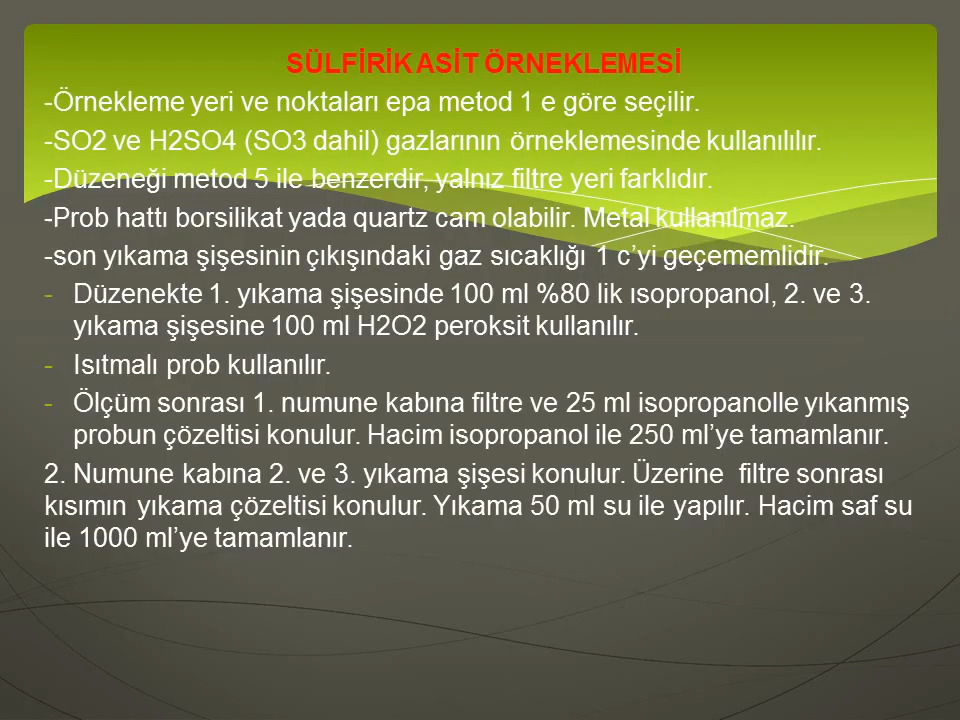 SÜLFİRİK ASİT ÖRNEKLEMESİ
-Örnekleme yeri ve noktaları epa metod 1 e göre seçilir.
-SO2 ve H2SO4 (SO3 dahil) gazlarının örneklemesinde kullanılılır.
-Düzeneği metod 5 ile benzerdir, yalnız filtre yeri farklıdır.
-Prob hattı borsilikat yada quartz cam olabilir. Metal kullanılmaz.
-son yıkama şişesinin çıkışındaki gaz sıcaklığı 1 c’yi geçememlidir.
- Düzenekte 1. yıkama şişesinde 100 ml %80 lik ısopropanol, 2. ve 3.
yıkama şişesine 100 ml H2O2 peroksit kullanılır.
- Isıtmalı prob kullanılır.
- Ölçüm sonrası 1. numune kabına filtre ve 25 ml isopropanolle yıkanmış
probun çözeltisi konulur. Hacim isopropanol ile 250 ml’ye tamamlanır.
2. Numune kabına 2. ve 3. yıkama şişesi konulur. Üzerine  filtre sonrası
kısımın yıkama çözeltisi konulur. Yıkama 50 ml su ile yapılır. Hacim saf su
ile 1000 ml’ye tamamlanır.